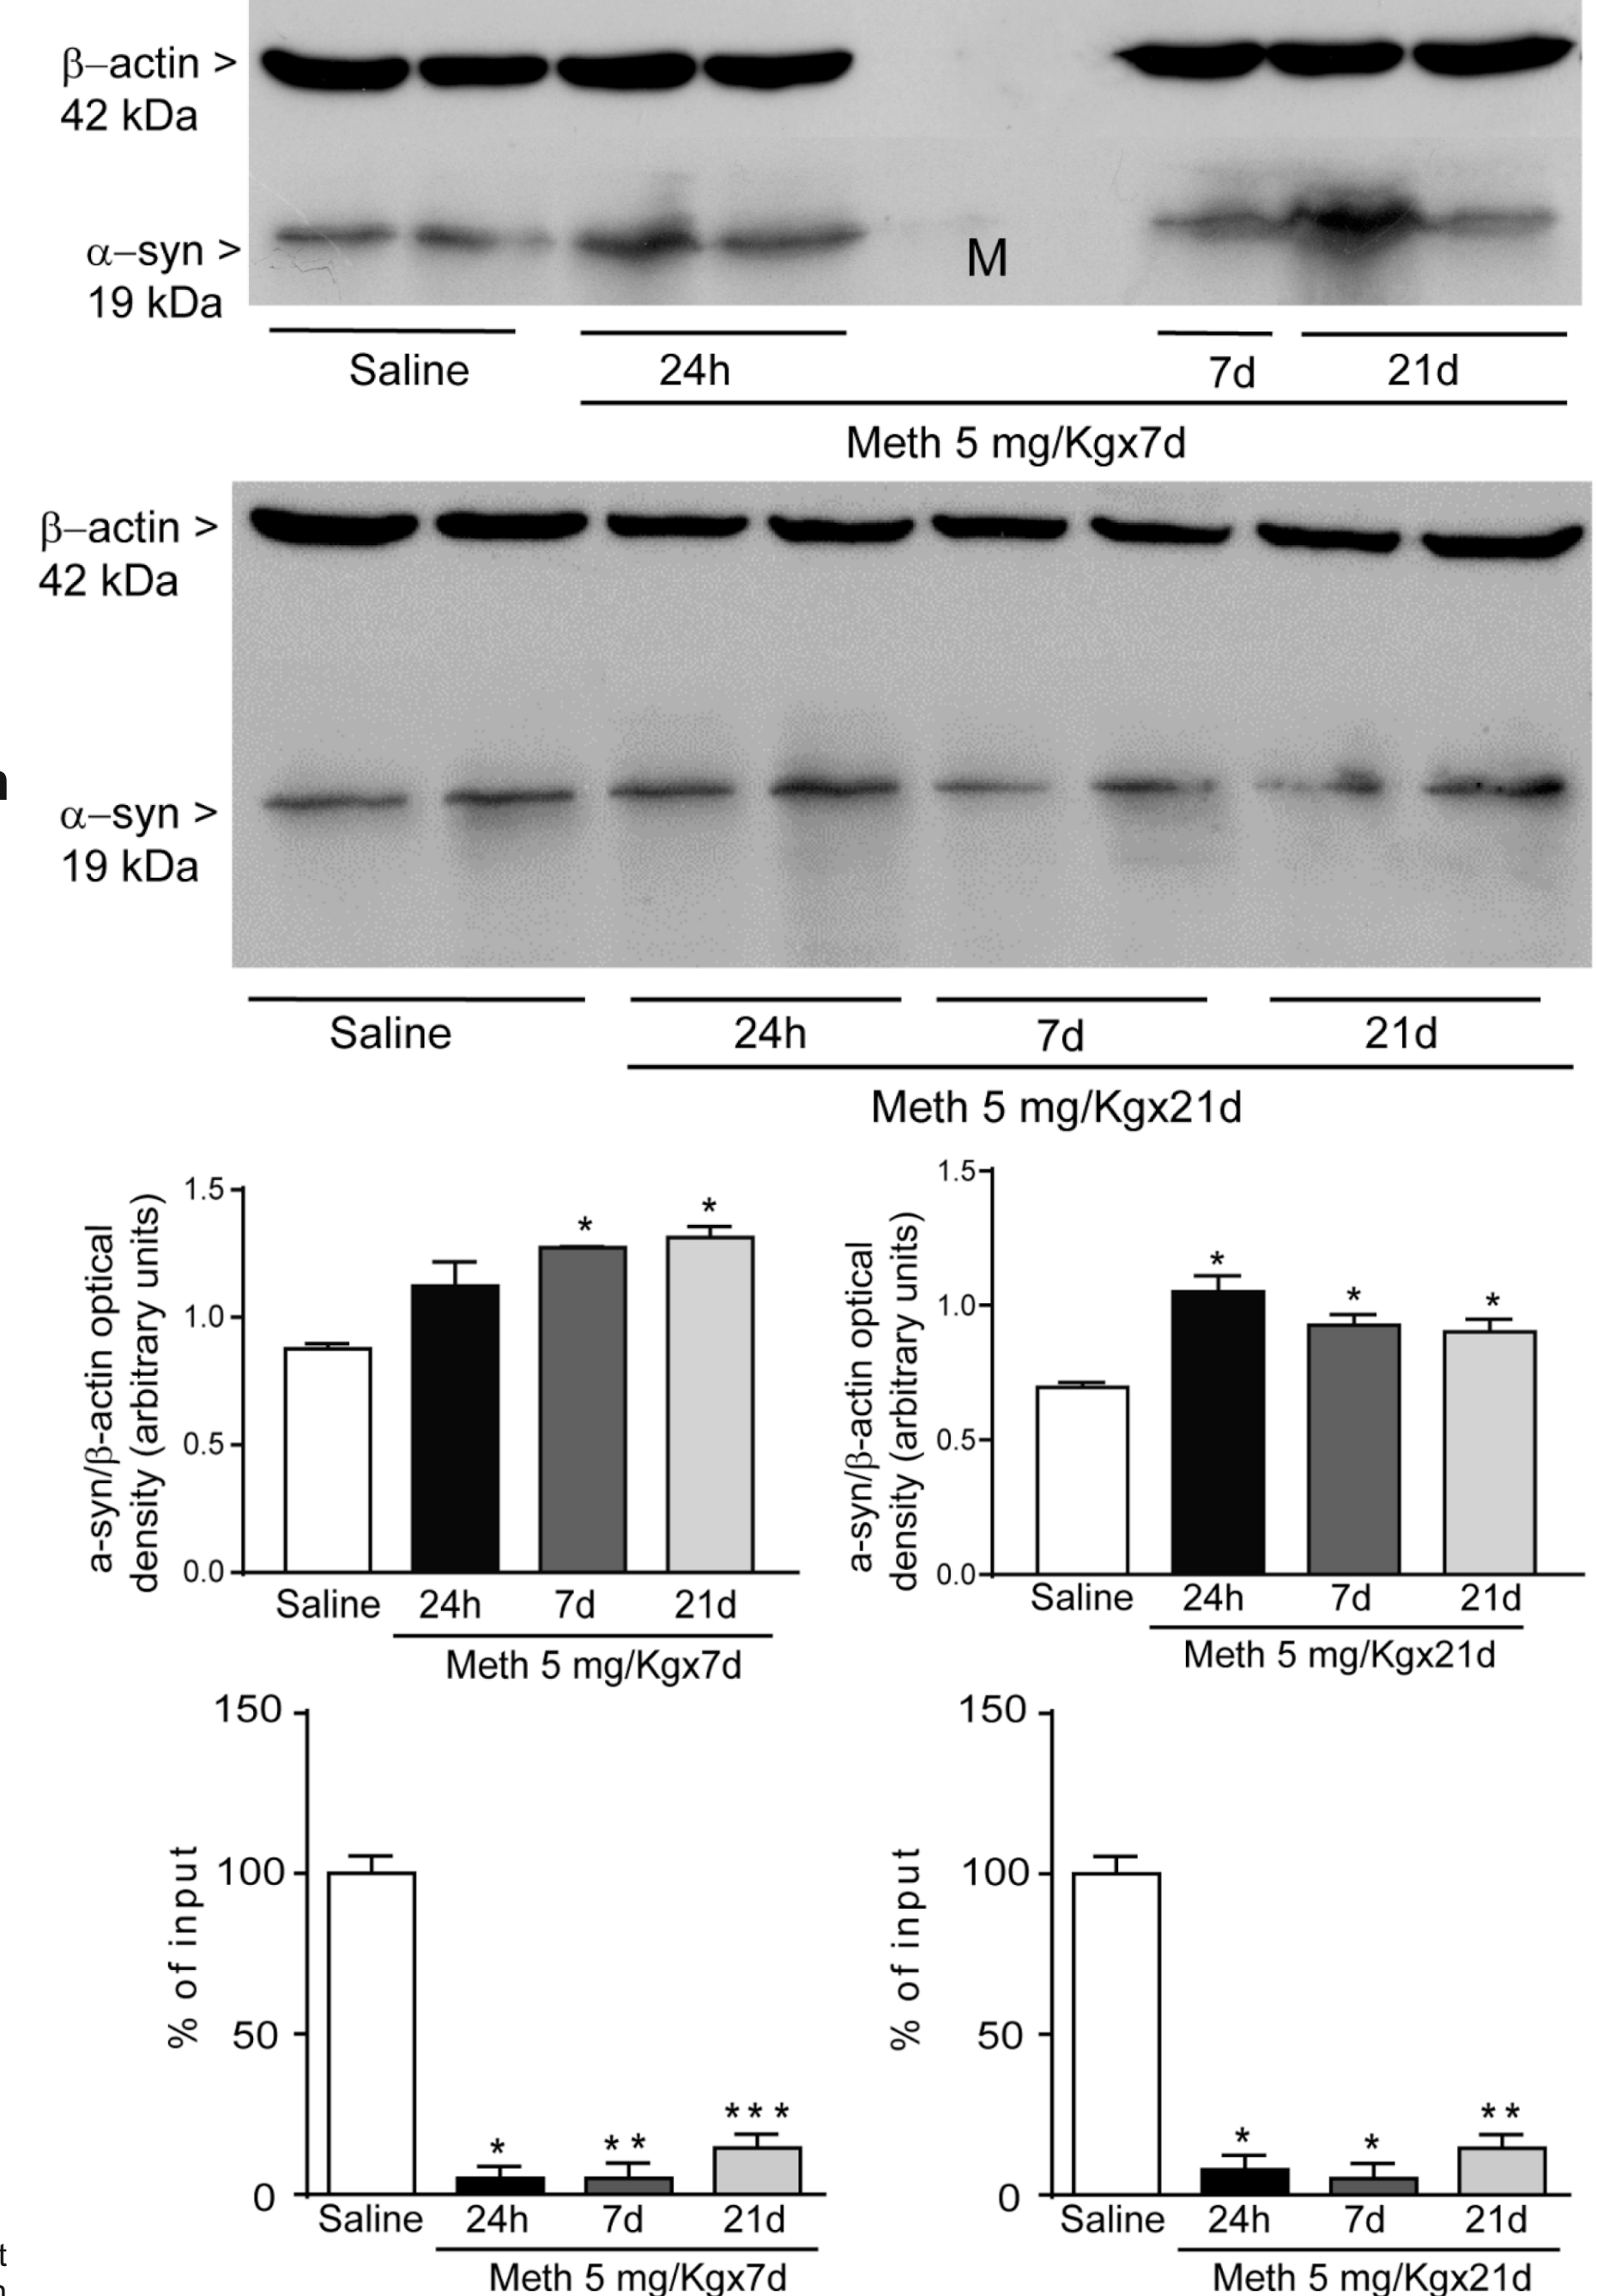 β–actin >
42 kDa
α–syn >
19 kDa
M
Saline 24h 7d 21d
Meth 5 mg/Kgx7d
β–actin >
42 kDa
α–syn >
19 kDa
Saline 24h 7d 21d
Meth 5 mg/Kgx21d
a-syn/β-actin optical
density (arbitrary units)
1.5
1.0
0.5
0.0
* *
Saline 24h 7d 21d
Meth 5 mg/Kgx7d
a-syn/β-actin optical
density (arbitrary units)
1.5
1.0
0.5
0.0
* * *
Saline 24h 7d 21d
Meth 5 mg/Kgx21d
% of input
150
100
50
0
* ** ***
Saline 24h 7d 21d
Meth 5 mg/Kgx7d
% of input
150
100
50
0
* * **
Saline 24h 7d 21d
Meth 5 mg/Kgx21d